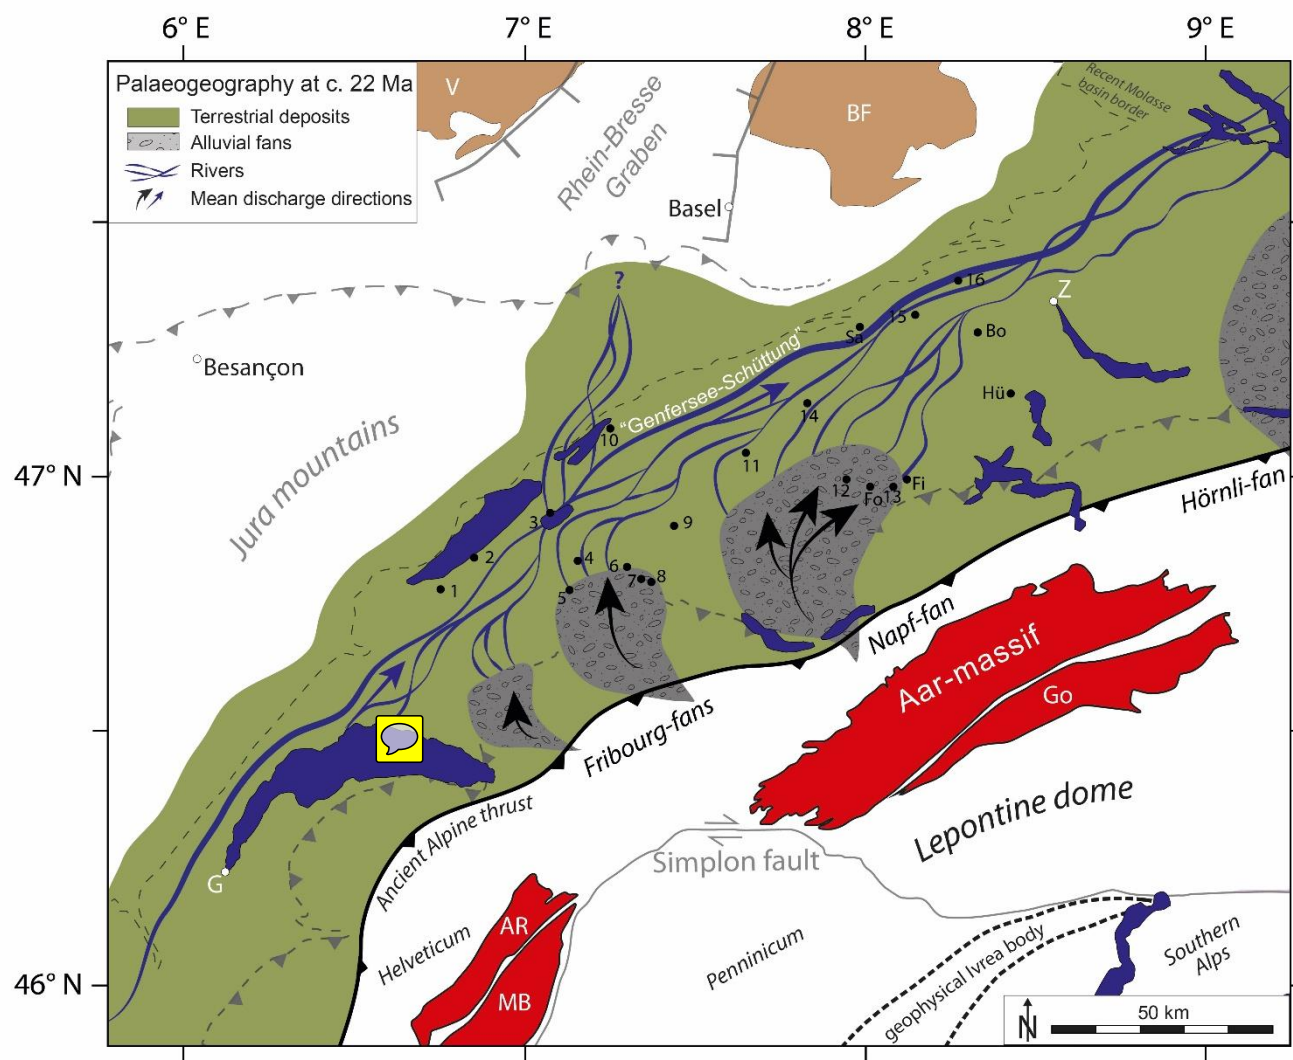 6° E
7° E
8° E
9° E
Palaeogeography at c. 22 Ma
Terrestrial deposits
Alluvial fans
Rivers
Mean discharge directions
V
BF
Rhein-Bresse
Graben
Recent Molasse
basin border
Basel
?
Besançon
Jura mountains
"Genfersee-Schüttung"
16
Z
15
Sa
Bo
Hü
14
10
11
47° N
12
Fo
13
Fi
3
9
2
1
4
5
6
7
8
Hörnli-fan
Napf-fan
Fribourg-fans
Aar-massif
Go
Ancient Alpine thrust
Lepontine dome
Simplon fault
G
AR
MB
Helveticum
Penninicum
geophysical Ivrea body
Southern
Alps
46° N
N
50 km